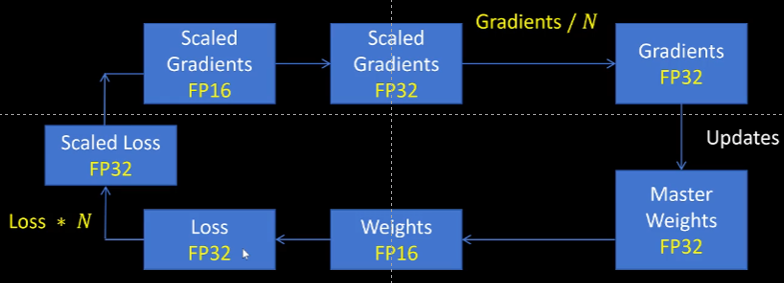 Scaled
Gradients
FP16
Scaled
Gradients
FP32
Gradients / N
Gradients
FP32
Scaled Loss
FP32
Updates
Loss * N
Loss
FP32
Weights
FP16
Master
Weights
FP32